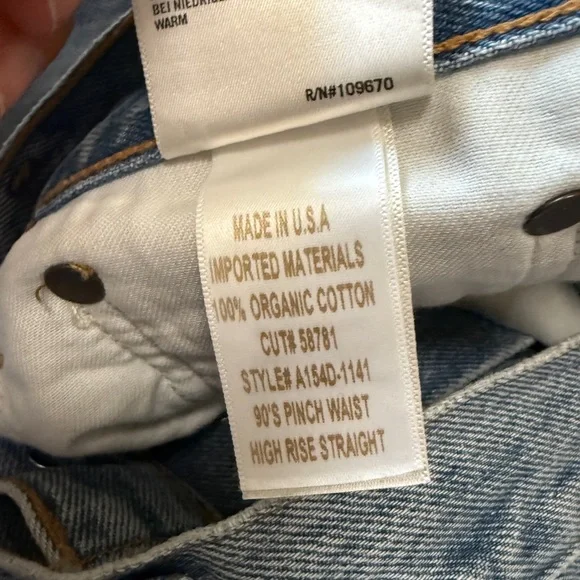 BEI NIEDRIGE
WARM
R/N#109670
MADE IN U.S.A
IMPORTED MATERIALS
100% ORGANIC COTTON
CUT# 58781
STYLE# A154D-1141
90'S PINCH WAIST
HIGH RISE STRAIGHT